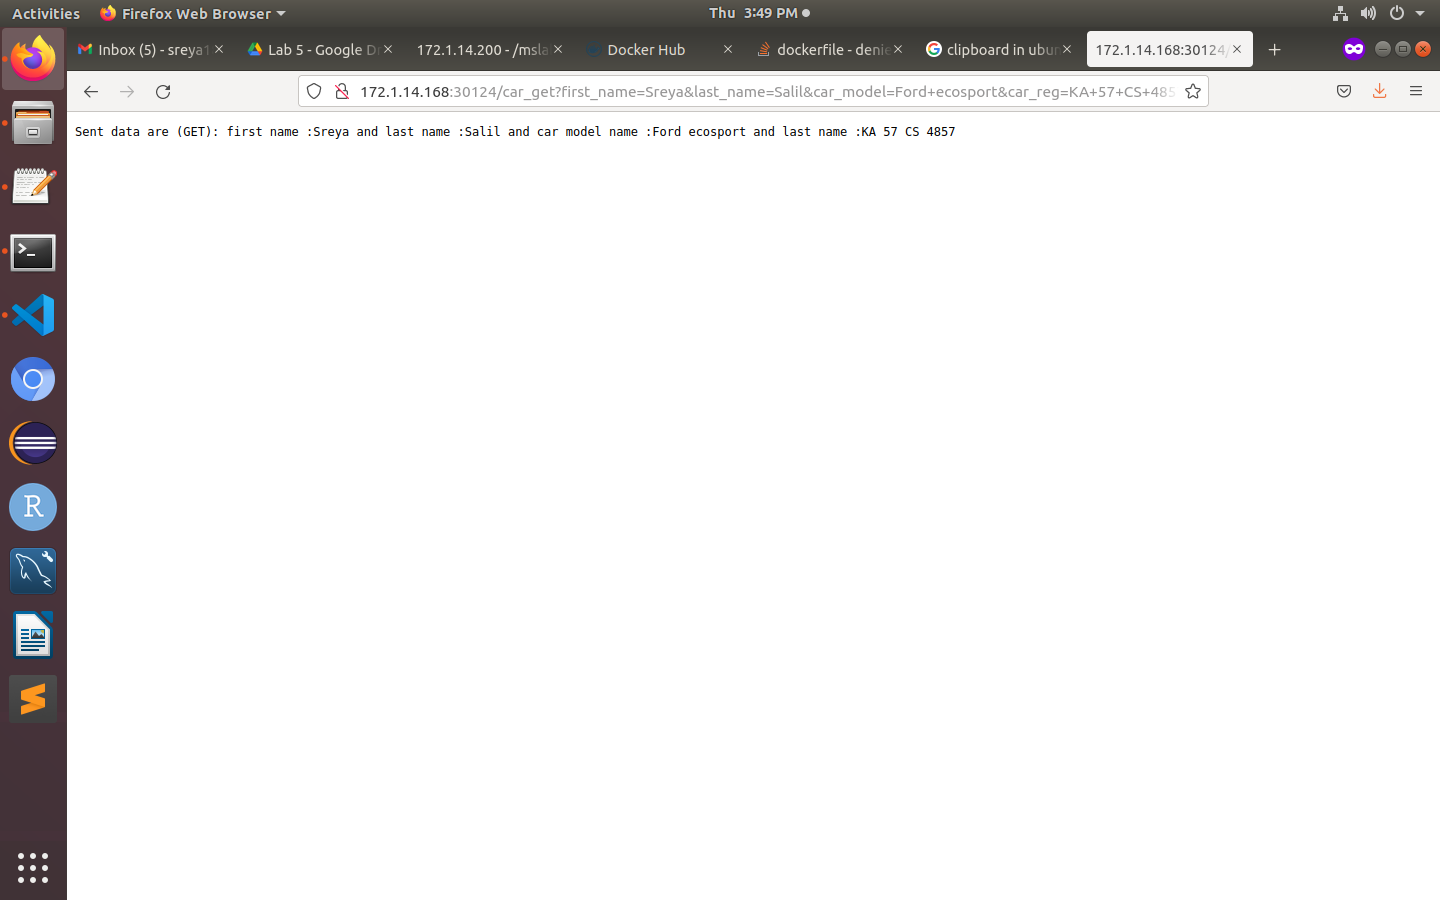 Activities Firefox Web Browser Thu 3:49 PM
Inbox (5) - sreya1 Lab 5 - Google Dr 172.1.14.200 - /msla Docker Hub dockerfile - denie clipboard in ubun 172.1.14.168:30124/
172.1.14.168:30124/car_get?first_name=Sreya&last_name=Salil&car_model=Ford+ecosport&car_reg=KA+57+CS+485
Sent data are (GET): first name :Sreya and last name :Salil and car model name :Ford ecosport and last name :KA 57 CS 4857
R